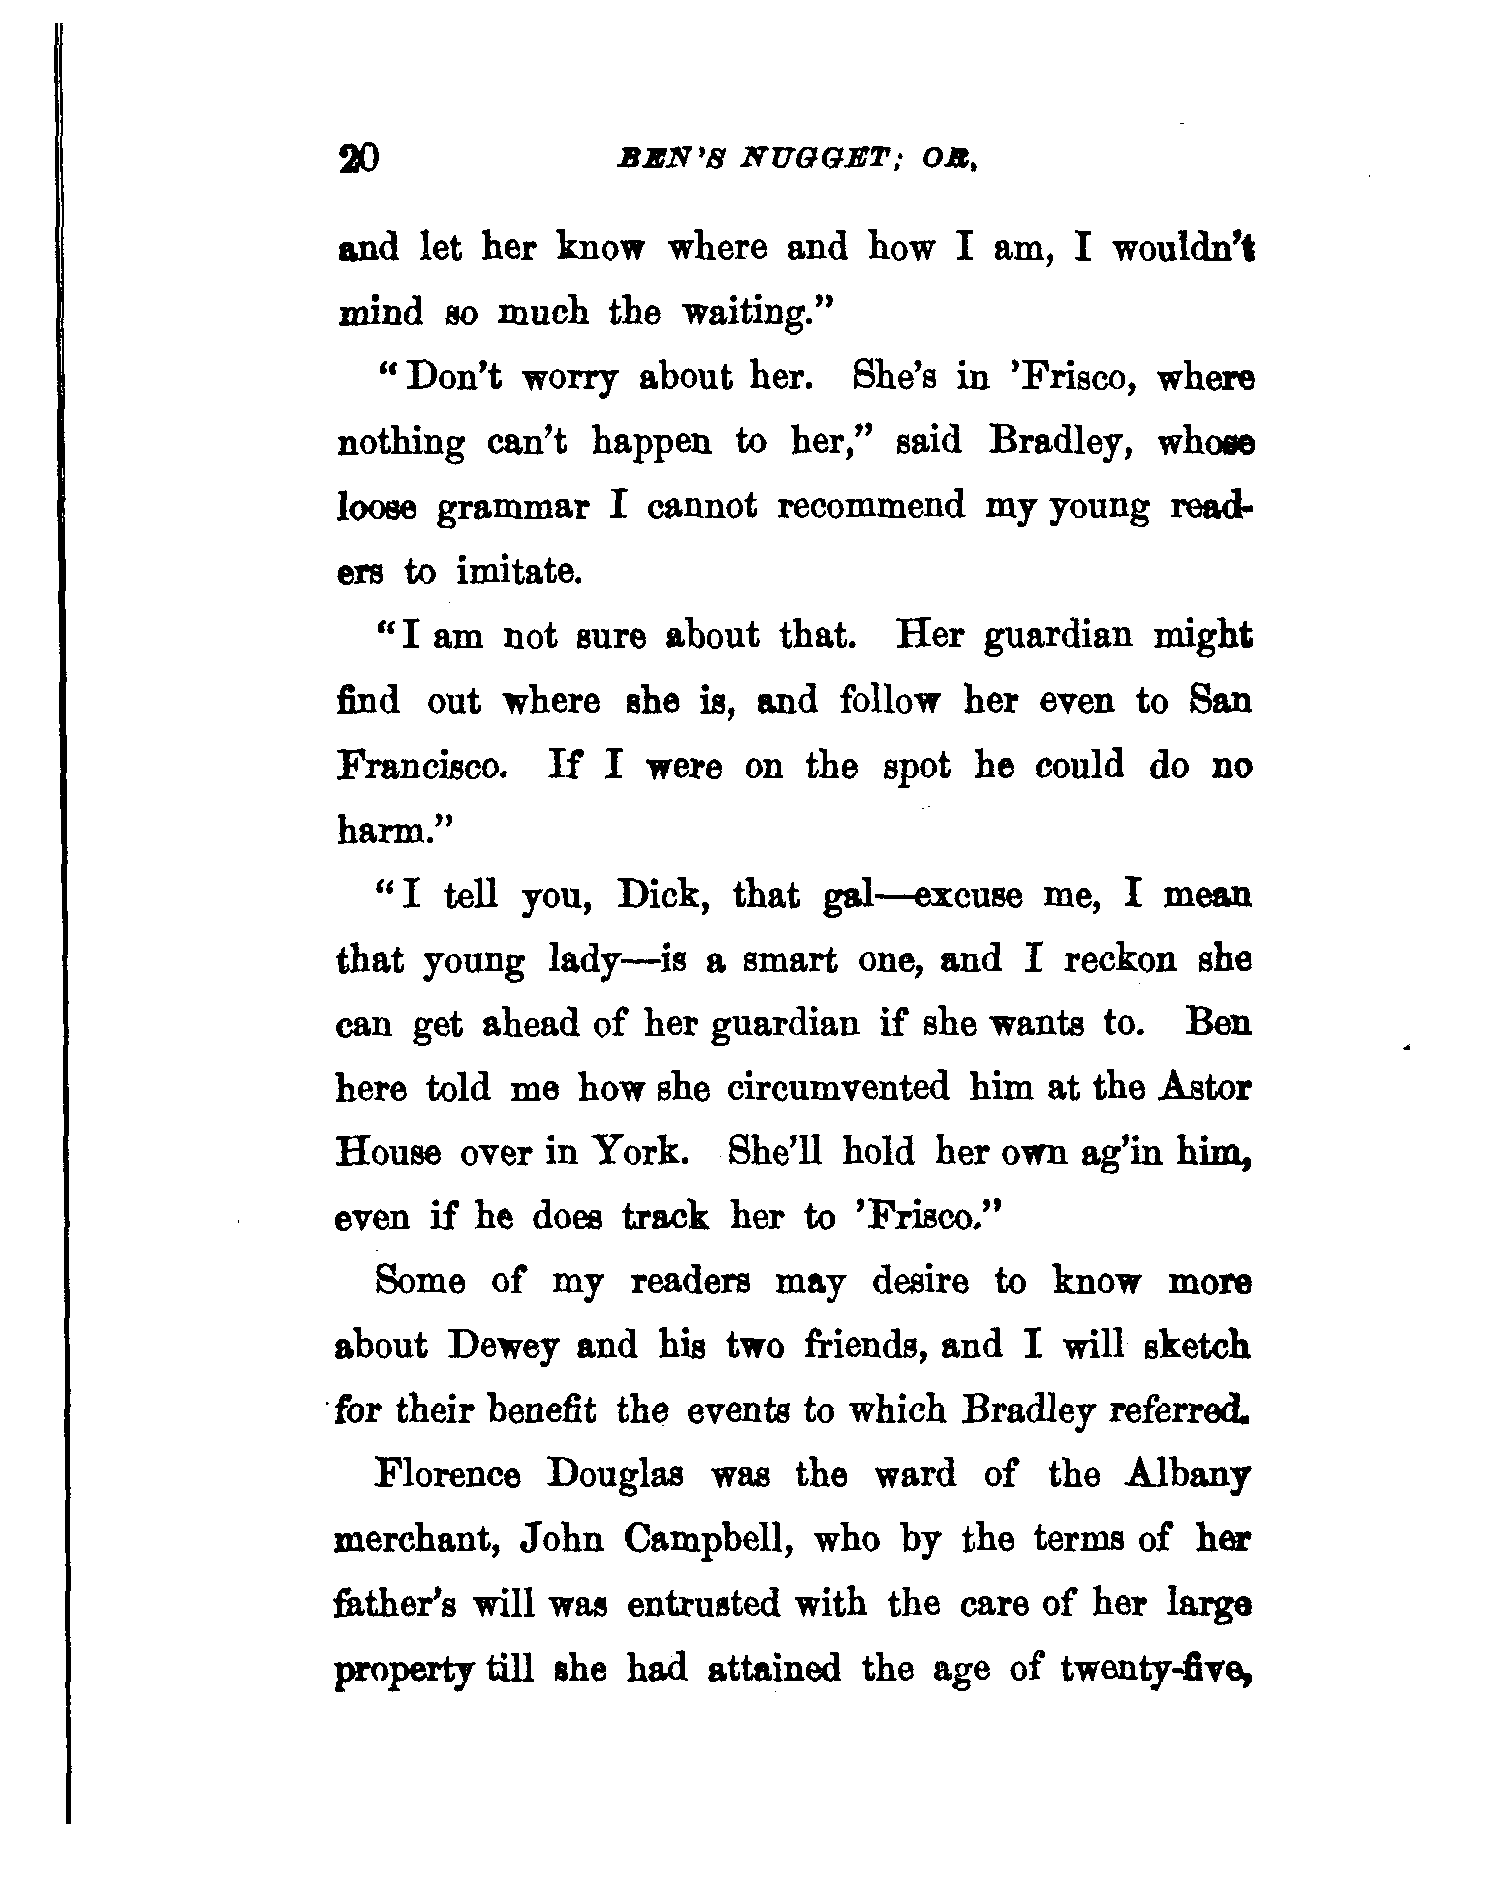 20 BEN'S NUGGET; OR,
and let her know where and how I am, I wouldn't
mind so much the waiting."
"Don't worry about her. She's in 'Frisco, where
nothing can't happen to her," said Bradley, whose
loose grammar I cannot recommend my young read-
ers to imitate.
"I am not sure about that. Her guardian might
find out where she is, and follow her even to San
Francisco. If I were on the spot he could do no
harm."
"I tell you, Dick, that gal—excuse me, I mean
that young lady—is a smart one, and I reckon she
can get ahead of her guardian if she wants to. Ben
here told me how she circumvented him at the Astor
House over in York. She'll hold her own ag'in him,
even if he does track her to 'Frisco."
Some of my readers may desire to know more
about Dewey and his two friends, and I will sketch
for their benefit the events to which Bradley referred.
Florence Douglas was the ward of the Albany
merchant, John Campbell, who by the terms of her
father's will was entrusted with the care of her large
property till she had attained the age of twenty-five,